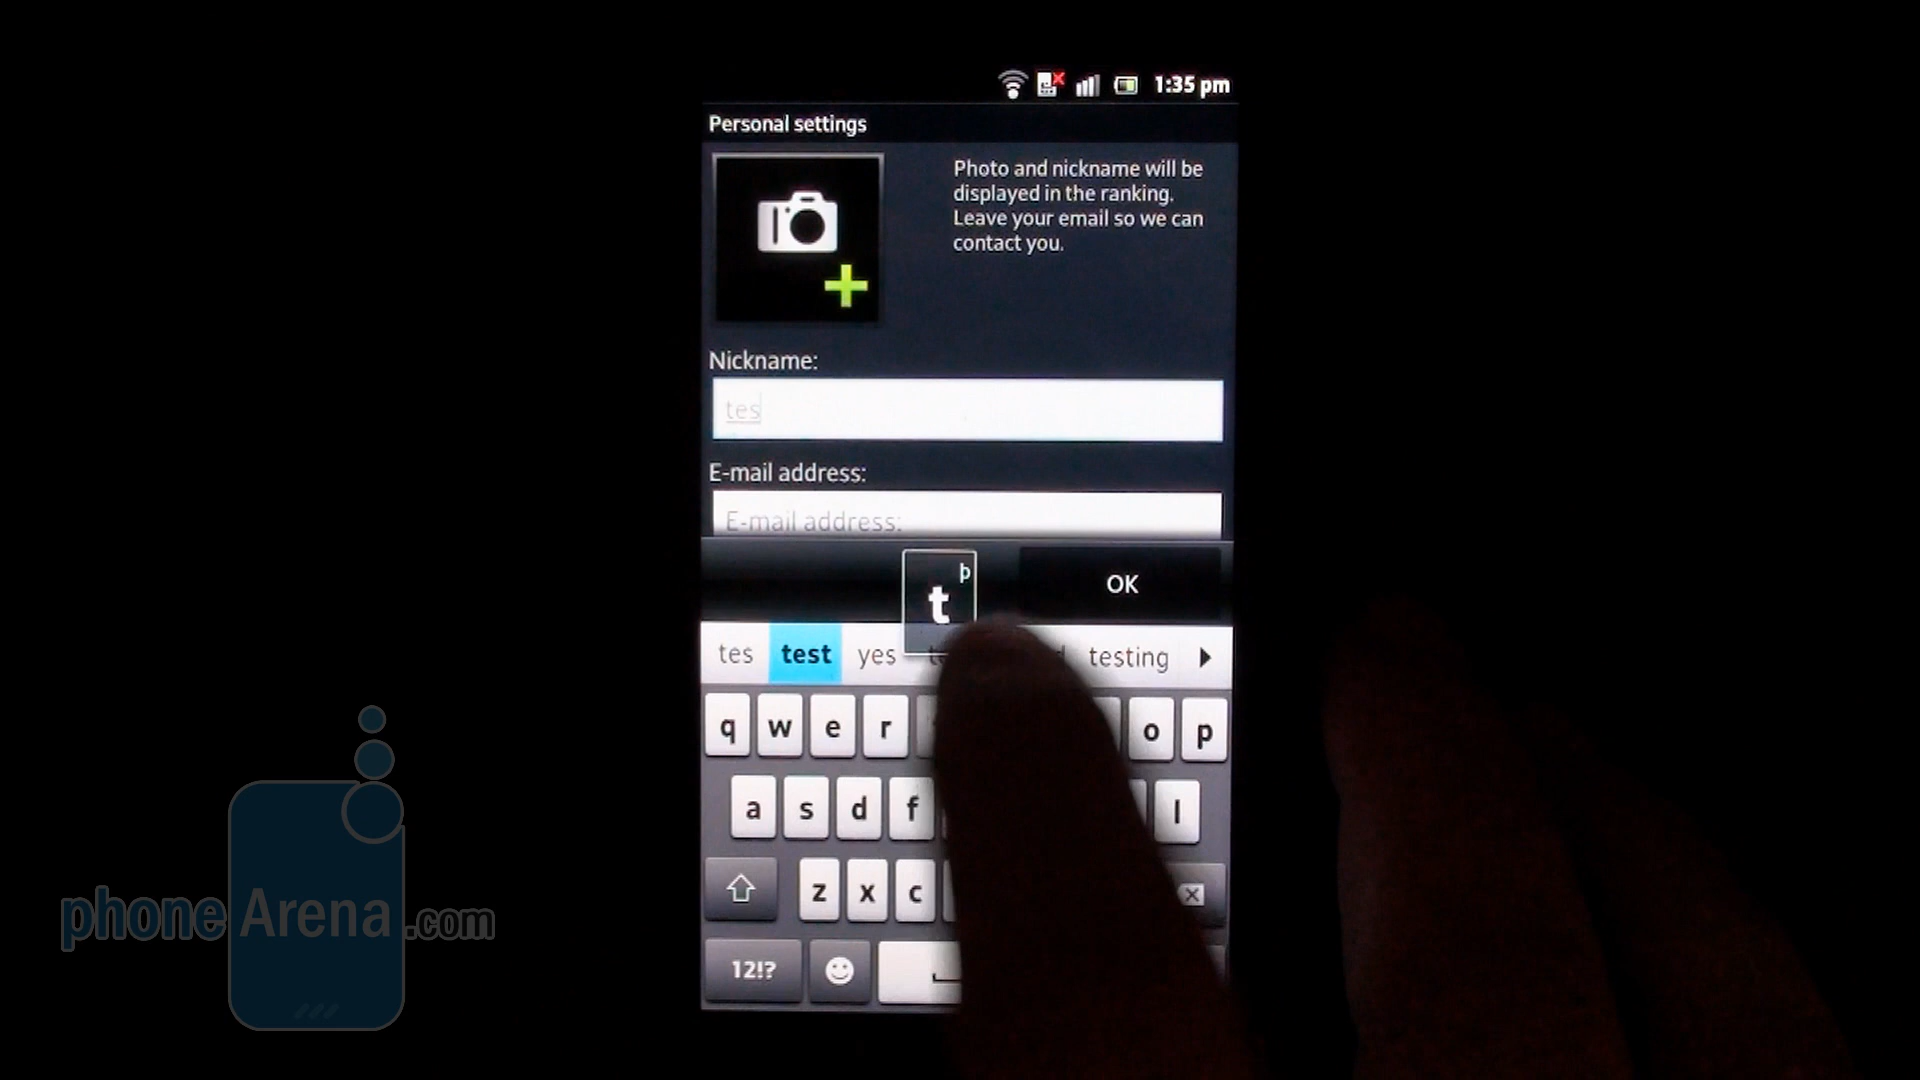 1:35 pm
Personal settings
Photo and nickname will be
displayed in the ranking.
Leave your email so we can
contact you.
Nickname:
tes
E-mail address:
E-mail address:
t þ
OK
tes test yes testing
q w e r o p
a s d f l
z x c
12!?
phoneArena.com